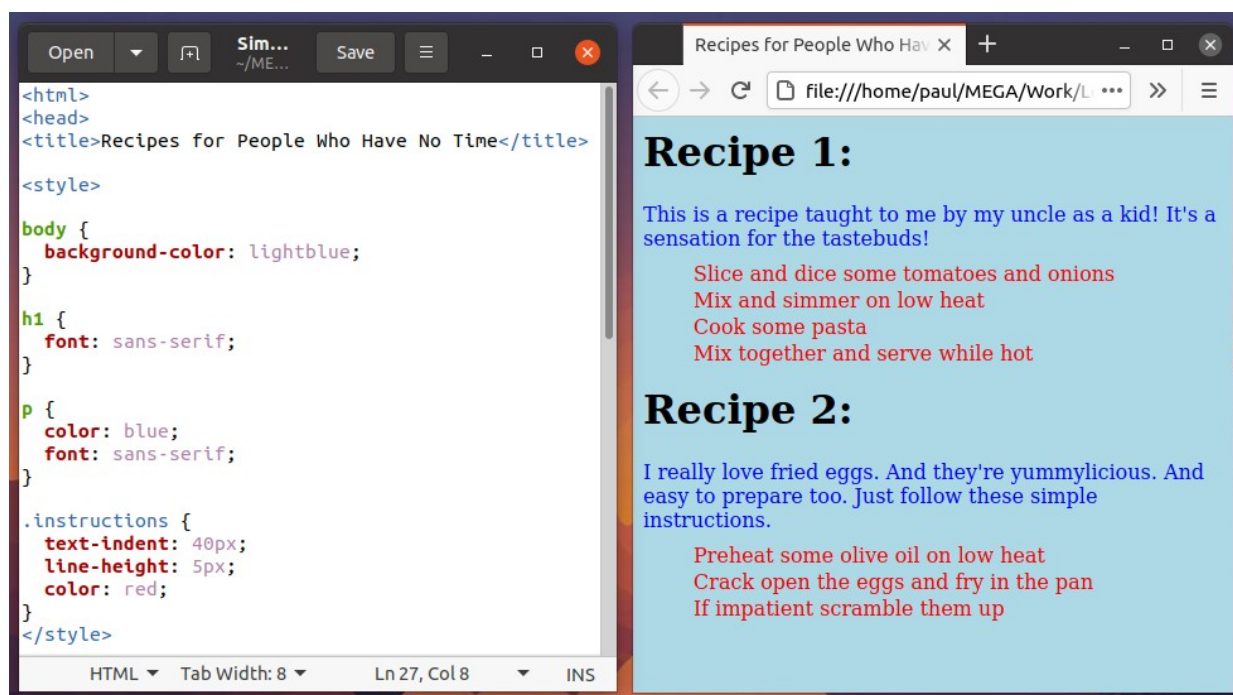 Open
Sim...
~/ME...
Save
<html>
<head>
<title>Recipes for People Who Have No Time</title>
<style>
body {
  background-color: lightblue;
}
h1 {
  font: sans-serif;
}
p {
  color: blue;
  font: sans-serif;
}
.instructions {
  text-indent: 40px;
  line-height: 5px;
  color: red;
}
</style>
HTML Tab Width: 8 Ln 27, Col 8 INS
Recipes for People Who Hav
file:///home/paul/MEGA/Work/L
Recipe 1:
This is a recipe taught to me by my uncle as a kid! It's a
sensation for the tastebuds!
Slice and dice some tomatoes and onions
Mix and simmer on low heat
Cook some pasta
Mix together and serve while hot
Recipe 2:
I really love fried eggs. And they're yummylicious. And
easy to prepare too. Just follow these simple
instructions.
Preheat some olive oil on low heat
Crack open the eggs and fry in the pan
If impatient scramble them up